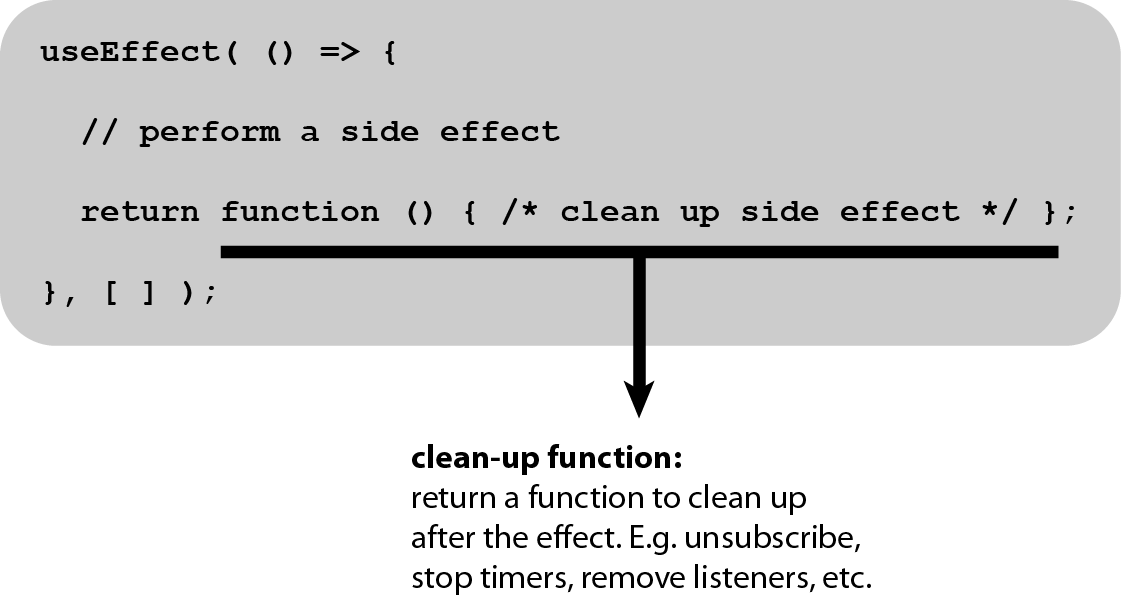 useEffect( () => {
// perform a side effect
return function () { /* clean up side effect */ };
}, [ ] );
clean-up function:
return a function to clean up
after the effect. E.g. unsubscribe,
stop timers, remove listeners, etc.